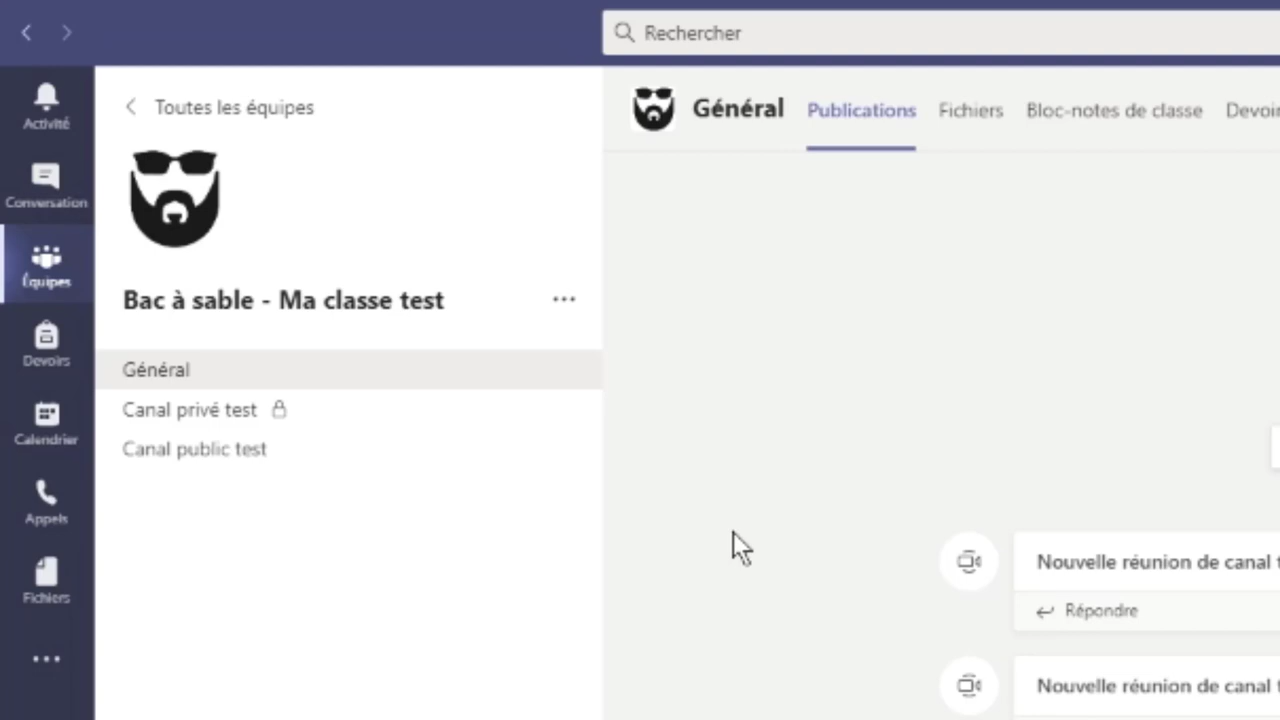 Rechercher
Activité
Conversation
Équipes
Devoirs
Calendrier
Appels
Fichiers
Toutes les équipes
Bac à sable - Ma classe test
Général
Canal privé test
Canal public test
Général Publications Fichiers Bloc-notes de classe
Nouvelle réunion de canal
Répondre
Nouvelle réunion de canal